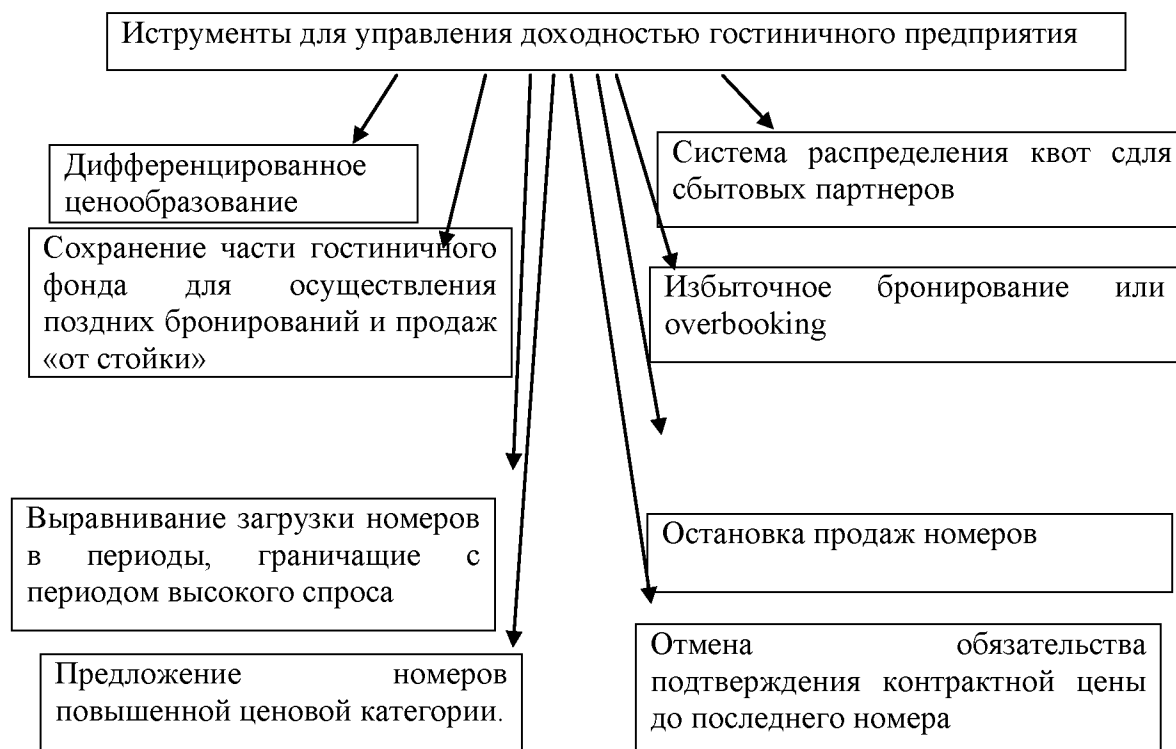 Иструменты для управления доходностью гостиничного предприятия
Дифференцированное
ценообразование
Сохранение части гостиничного
фонда для осуществления
поздних бронирований и продаж
«от стойки»
Выравнивание загрузки номеров
в периоды, граничащие с
периодом высокого спроса
Предложение номеров
повышенной ценовой категории.
Система распределения квот сдля
сбытовых партнеров
Избыточное бронирование или
overbooking
Остановка продаж номеров
Отмена обязательства
подтверждения контрактной цены
до последнего номера